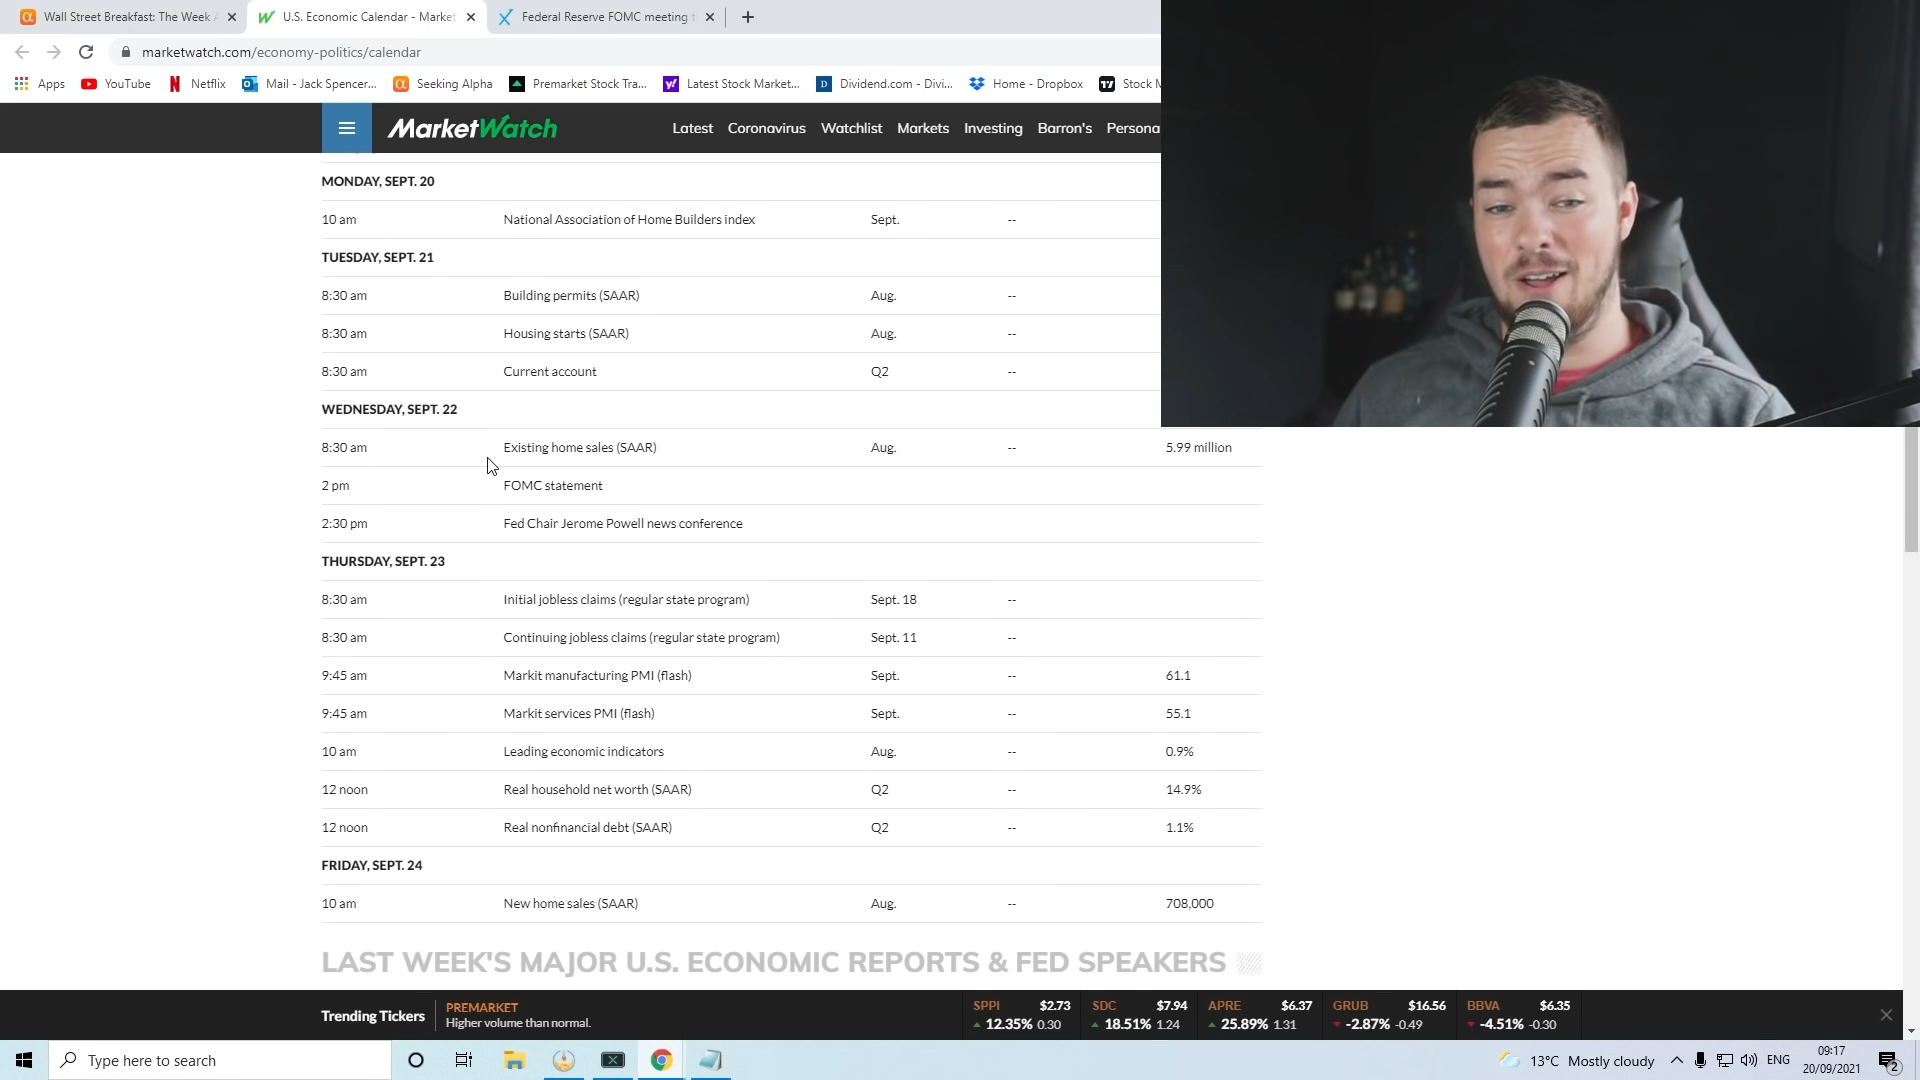 Wall Street Breakfast: The Week
U.S. Economic Calendar - Market
Federal Reserve FOMC meeting
marketwatch.com/economy-politics/calendar
Apps YouTube Netflix Mail - Jack Spencer... Seeking Alpha Premarket Stock Tra... Latest Stock Market... Dividend.com - Divi... Home - Dropbox Stock M
MarketWatch Latest Coronavirus Watchlist Markets Investing Barron's Persona
MONDAY, SEPT. 20
10 am National Association of Home Builders index Sept. --
TUESDAY, SEPT. 21
8:30 am Building permits (SAAR) Aug. --
8:30 am Housing starts (SAAR) Aug. --
8:30 am Current account Q2 --
WEDNESDAY, SEPT. 22
8:30 am Existing home sales (SAAR) Aug. -- 5.99 million
2 pm FOMC statement
2:30 pm Fed Chair Jerome Powell news conference
THURSDAY, SEPT. 23
8:30 am Initial jobless claims (regular state program) Sept. 18 --
8:30 am Continuing jobless claims (regular state program) Sept. 11 --
9:45 am Markit manufacturing PMI (flash) Sept. -- 61.1
9:45 am Markit services PMI (flash) Sept. -- 55.1
10 am Leading economic indicators Aug. -- 0.9%
12 noon Real household net worth (SAAR) Q2 -- 14.9%
12 noon Real nonfinancial debt (SAAR) Q2 -- 1.1%
FRIDAY, SEPT. 24
10 am New home sales (SAAR) Aug. -- 708,000
LAST WEEK'S MAJOR U.S. ECONOMIC REPORTS & FED SPEAKERS
Trending Tickers
PREMARKET
Higher volume than normal.
SPPI $2.73
12.35% 0.30
SDC $7.94
18.51% 1.24
APRE $6.37
25.89% 1.31
GRUB $16.56
-2.87% -0.49
BBVA $6.35
-4.51% -0.30
Type here to search
13°C Mostly cloudy
ENG
09:17
20/09/2021
2